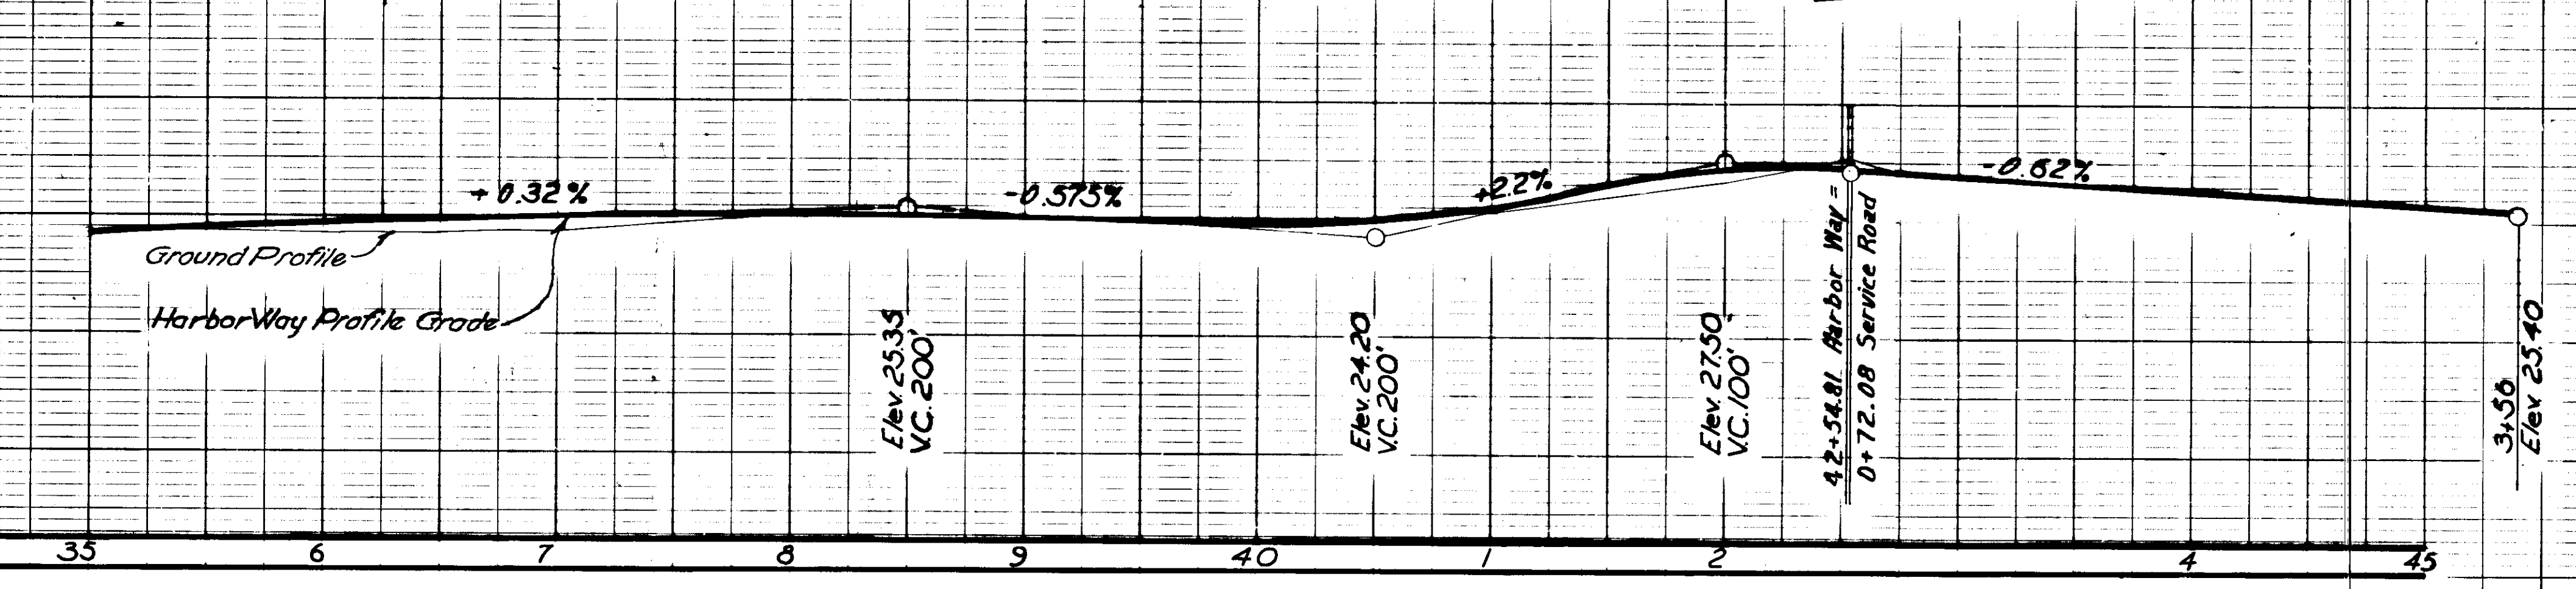 + 0.32%
-0.575%
+2.2%
-0.62%
Ground Profile
Harbor Way Profile Grade
Elev. 25.35
V.C. 200'
Elev. 24.20
V.C. 200'
Elev. 27.50
V.C. 100'
42+54.81 Harbor Way =
0+72.08 Service Road
3+56
Elev. 25.40
35 6 7 8 9 40 1 2 4 45